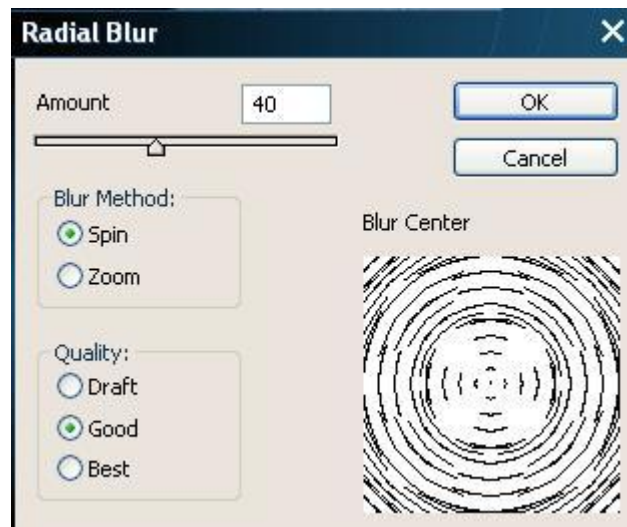 Radial Blur
Amount 40
OK
Cancel
Blur Method:
Spin
Zoom
Blur Center
Quality:
Draft
Good
Best